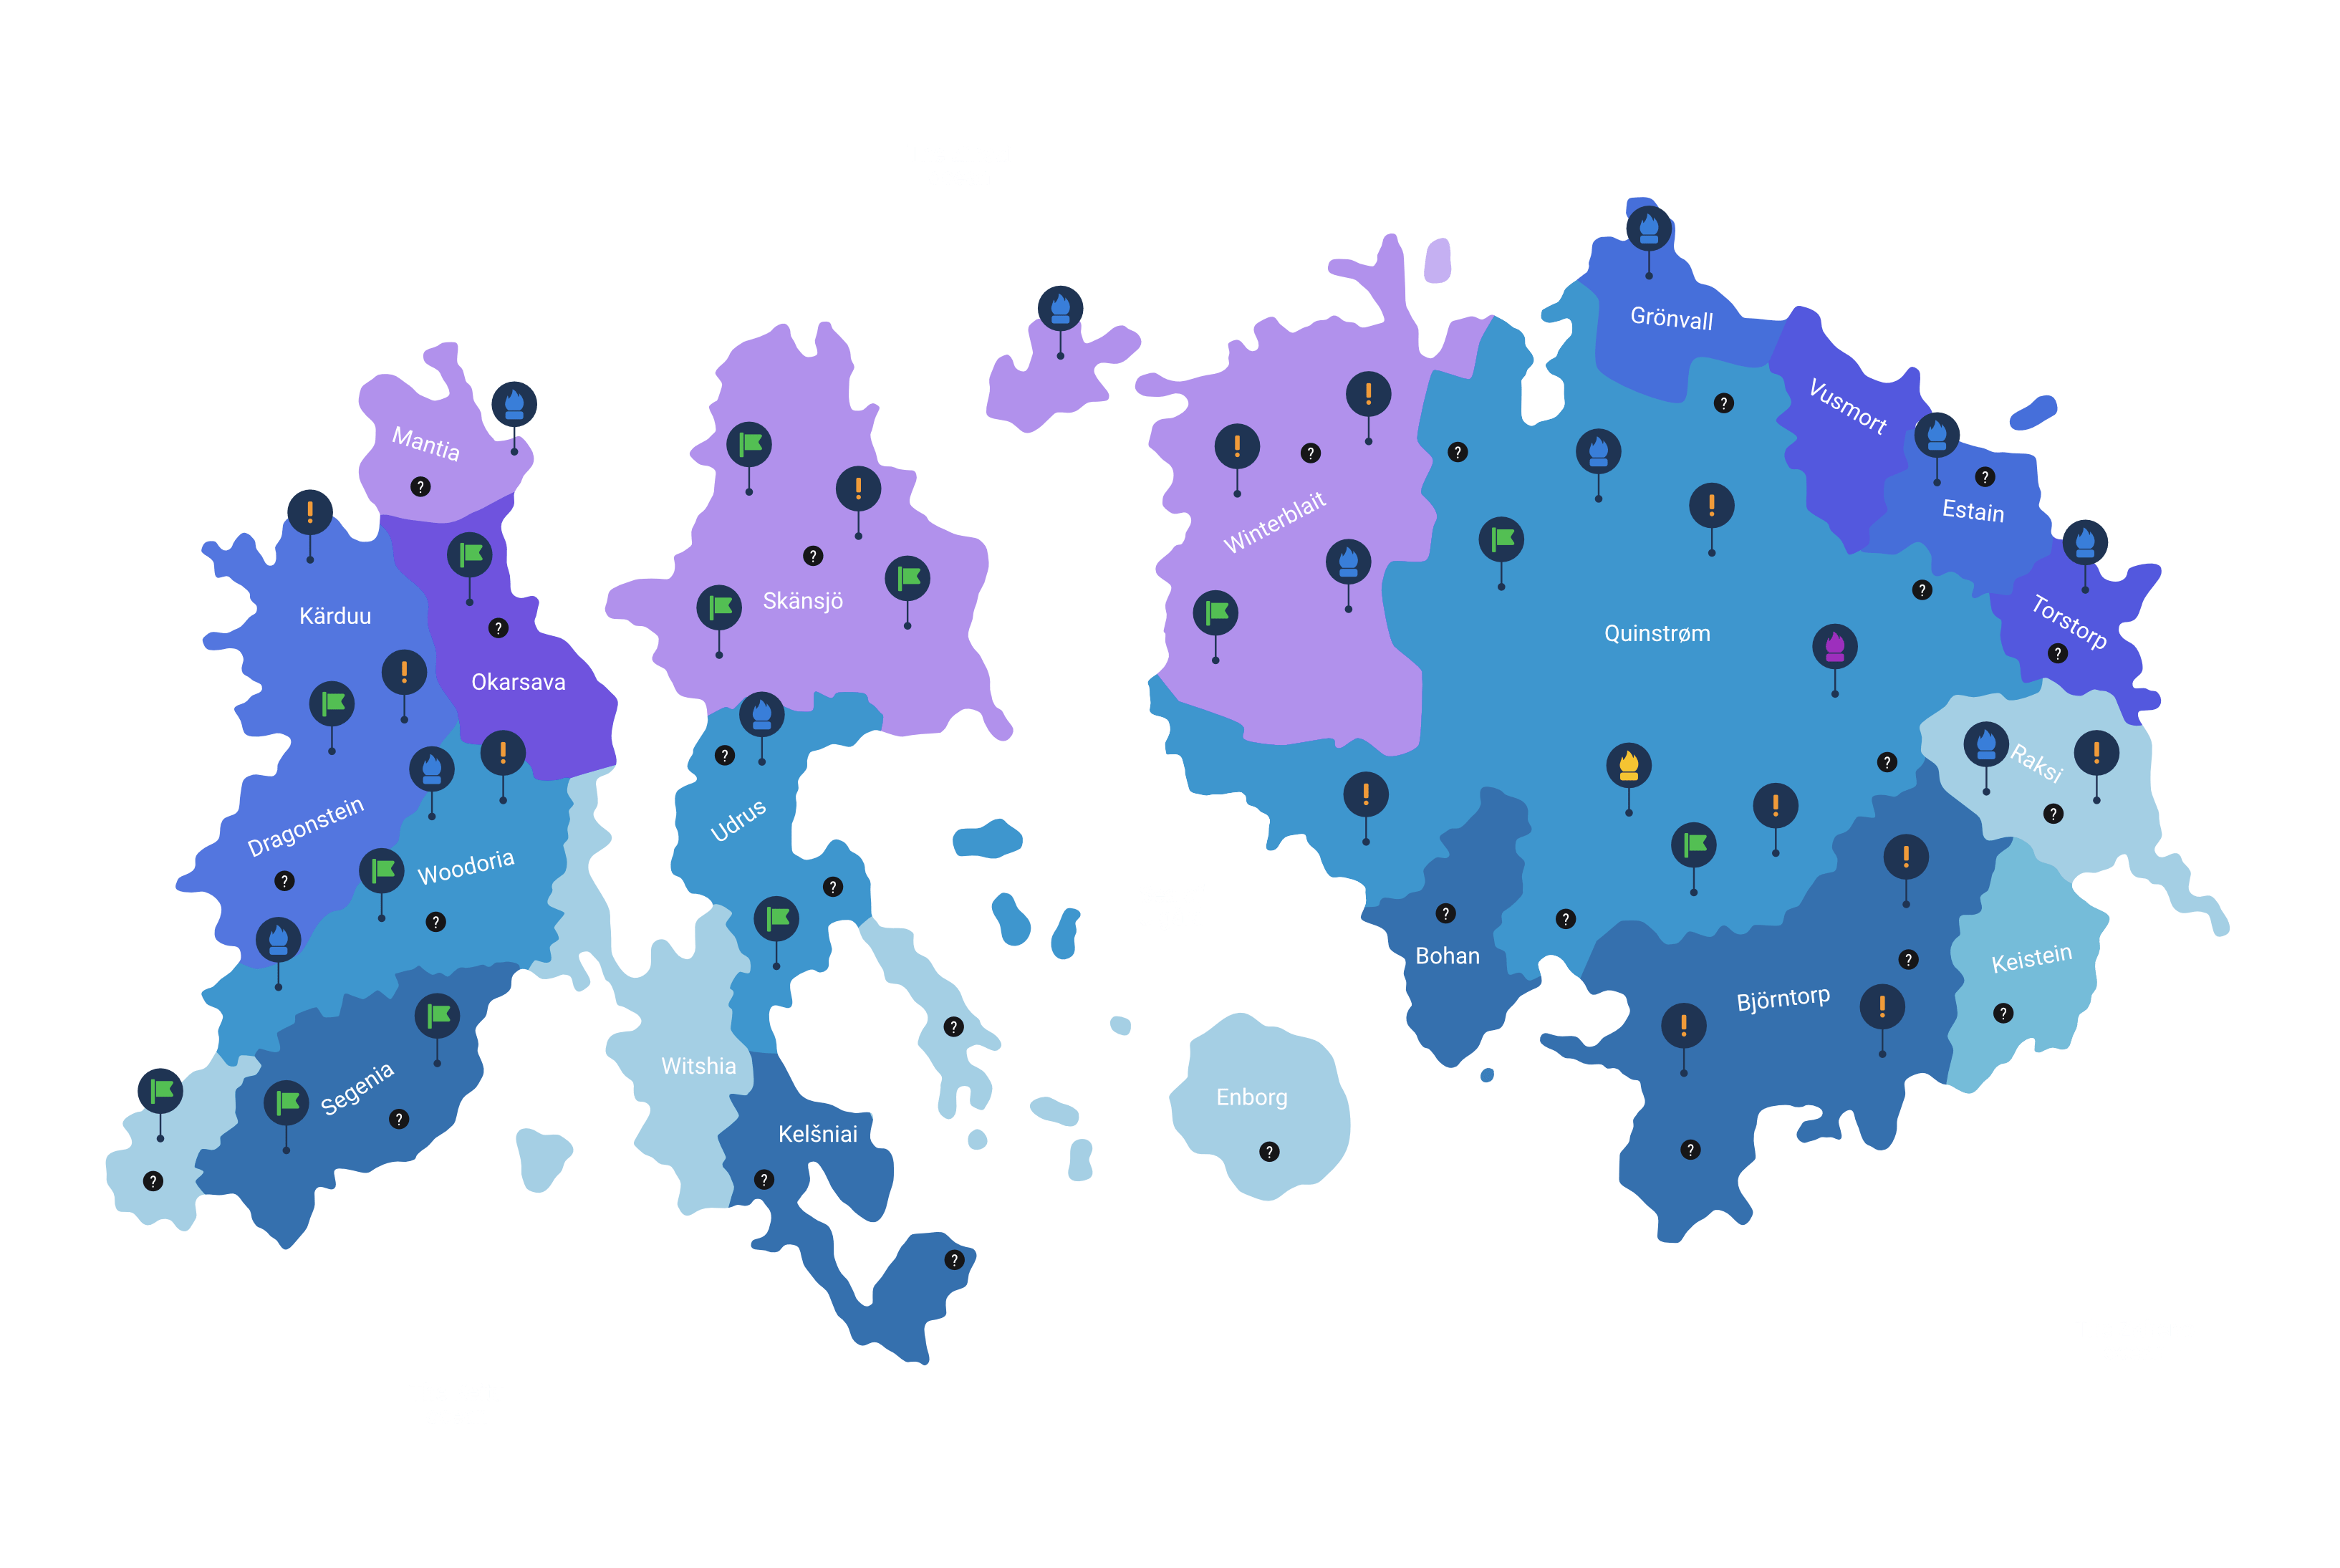 Grönvall
Vusmort
Mantia
Winterblait
Estain
Kärduu
Skänsjö
Quinstrøm
Torstorp
Okarsava
Raksi
Dragonstein
Udrus
Woodoria
Bohan
Keistein
Björntorp
Witshia
Segenia
Enborg
Kelšniai